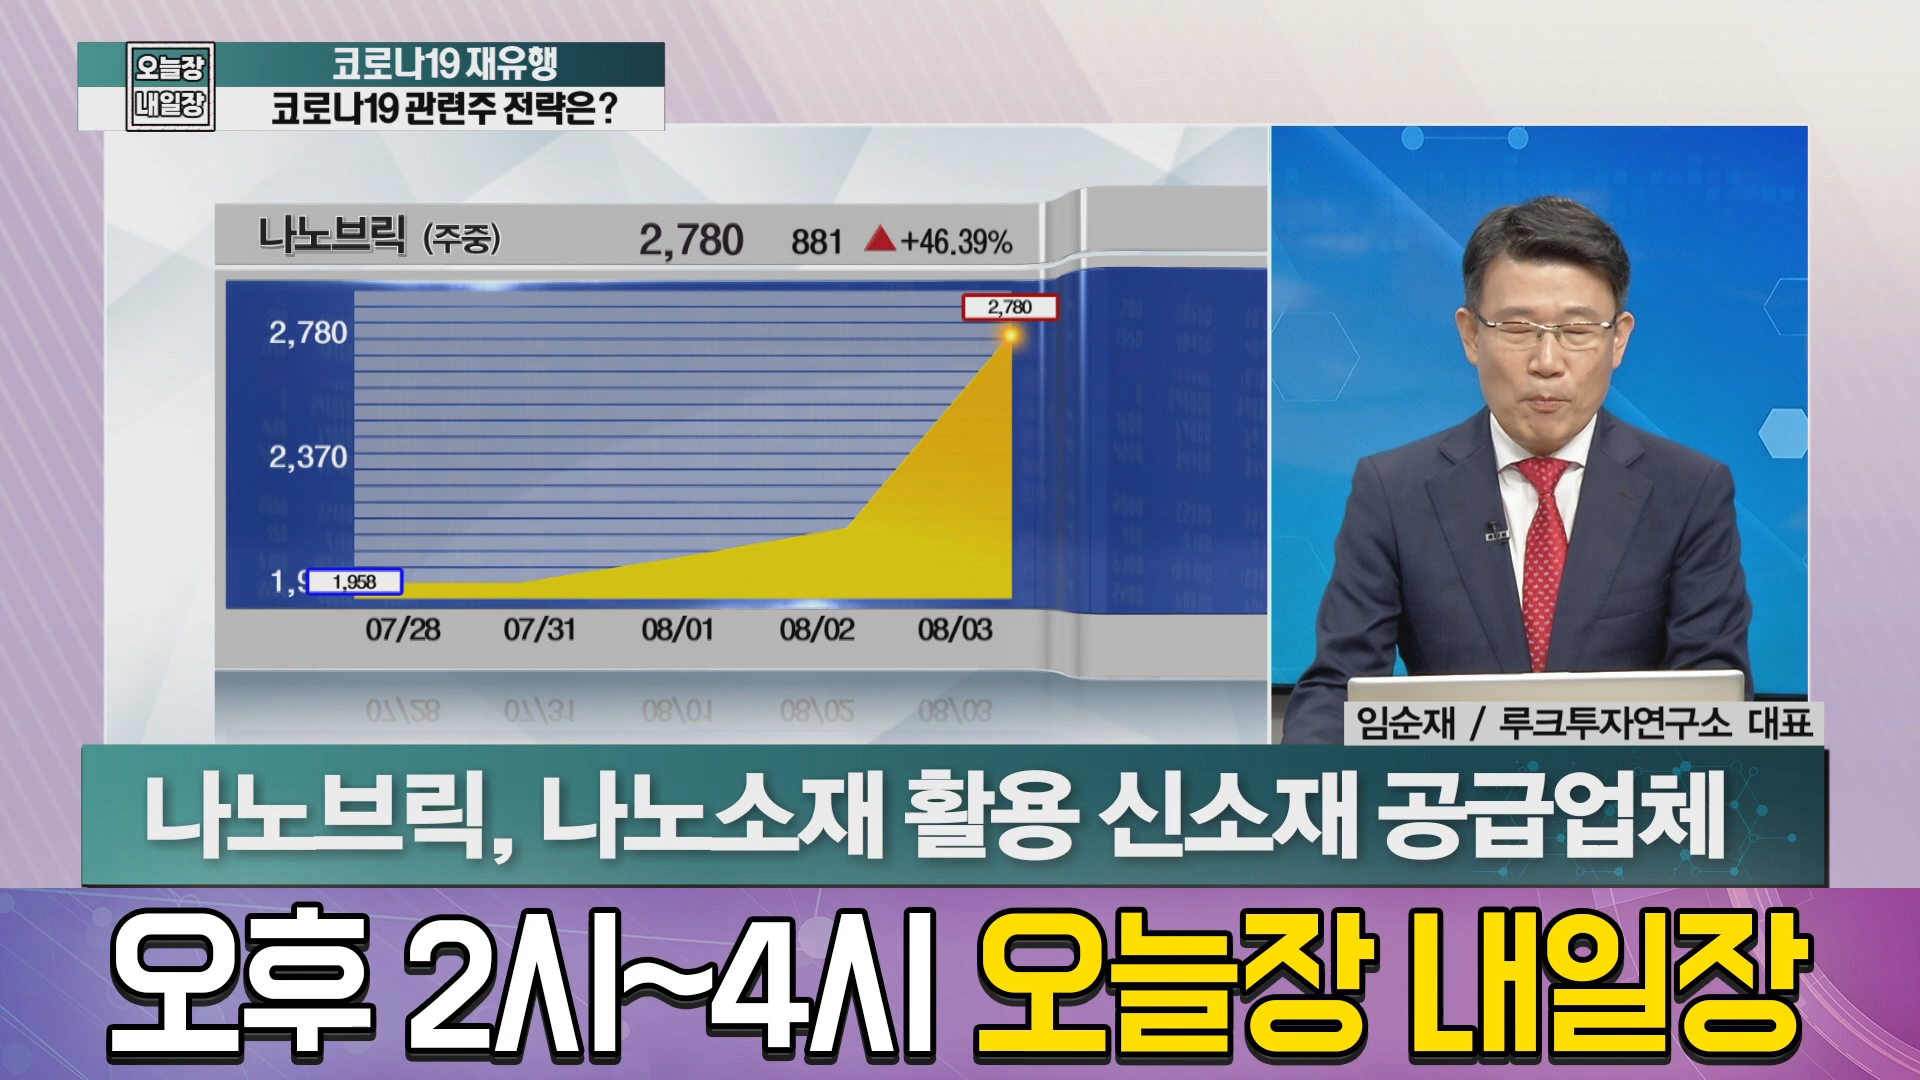 오늘장
내일장
코로나19 재유행
코로나19 관련주 전략은?
나노브릭 (주중) 2,780 881 ▲+46.39%
2,780
2,780
2,370
1,958
07/28 07/31 08/01 08/02 08/03
임순재 / 루크투자연구소 대표
나노브릭, 나노소재 활용 신소재 공급업체
오후 2시~4시 오늘장 내일장